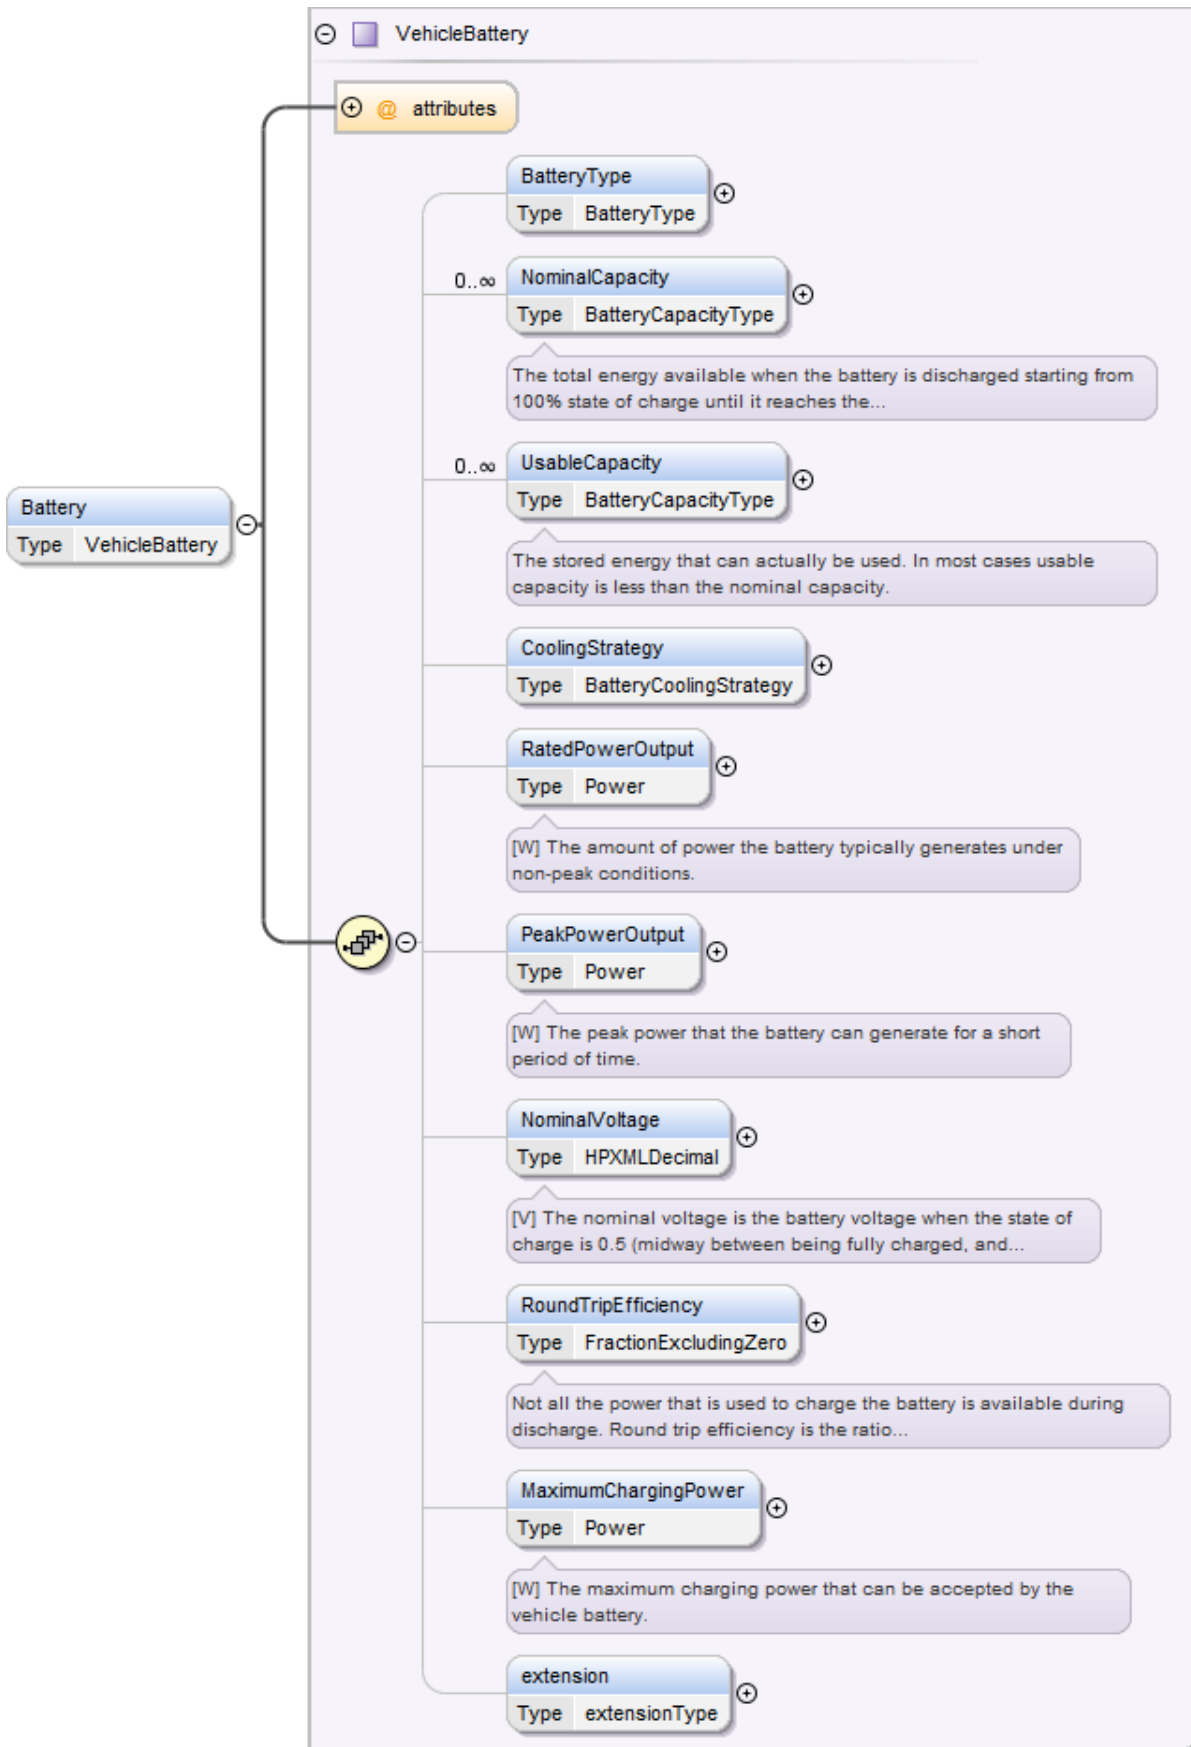 VehicleBattery
@ attributes
BatteryType
Type BatteryType
0..∞
NominalCapacity
Type BatteryCapacityType
The total energy available when the battery is discharged starting from
100% state of charge until it reaches the...
0..∞
UsableCapacity
Type BatteryCapacityType
The stored energy that can actually be used. In most cases usable
capacity is less than the nominal capacity.
Battery
Type VehicleBattery
CoolingStrategy
Type BatteryCoolingStrategy
RatedPowerOutput
Type Power
[W] The amount of power the battery typically generates under
non-peak conditions.
PeakPowerOutput
Type Power
[W] The peak power that the battery can generate for a short
period of time.
NominalVoltage
Type HPXMLDecimal
[V] The nominal voltage is the battery voltage when the state of
charge is 0.5 (midway between being fully charged, and...
RoundTripEfficiency
Type FractionExcludingZero
Not all the power that is used to charge the battery is available during
discharge. Round trip efficiency is the ratio...
MaximumChargingPower
Type Power
[W] The maximum charging power that can be accepted by the
vehicle battery.
extension
Type extensionType